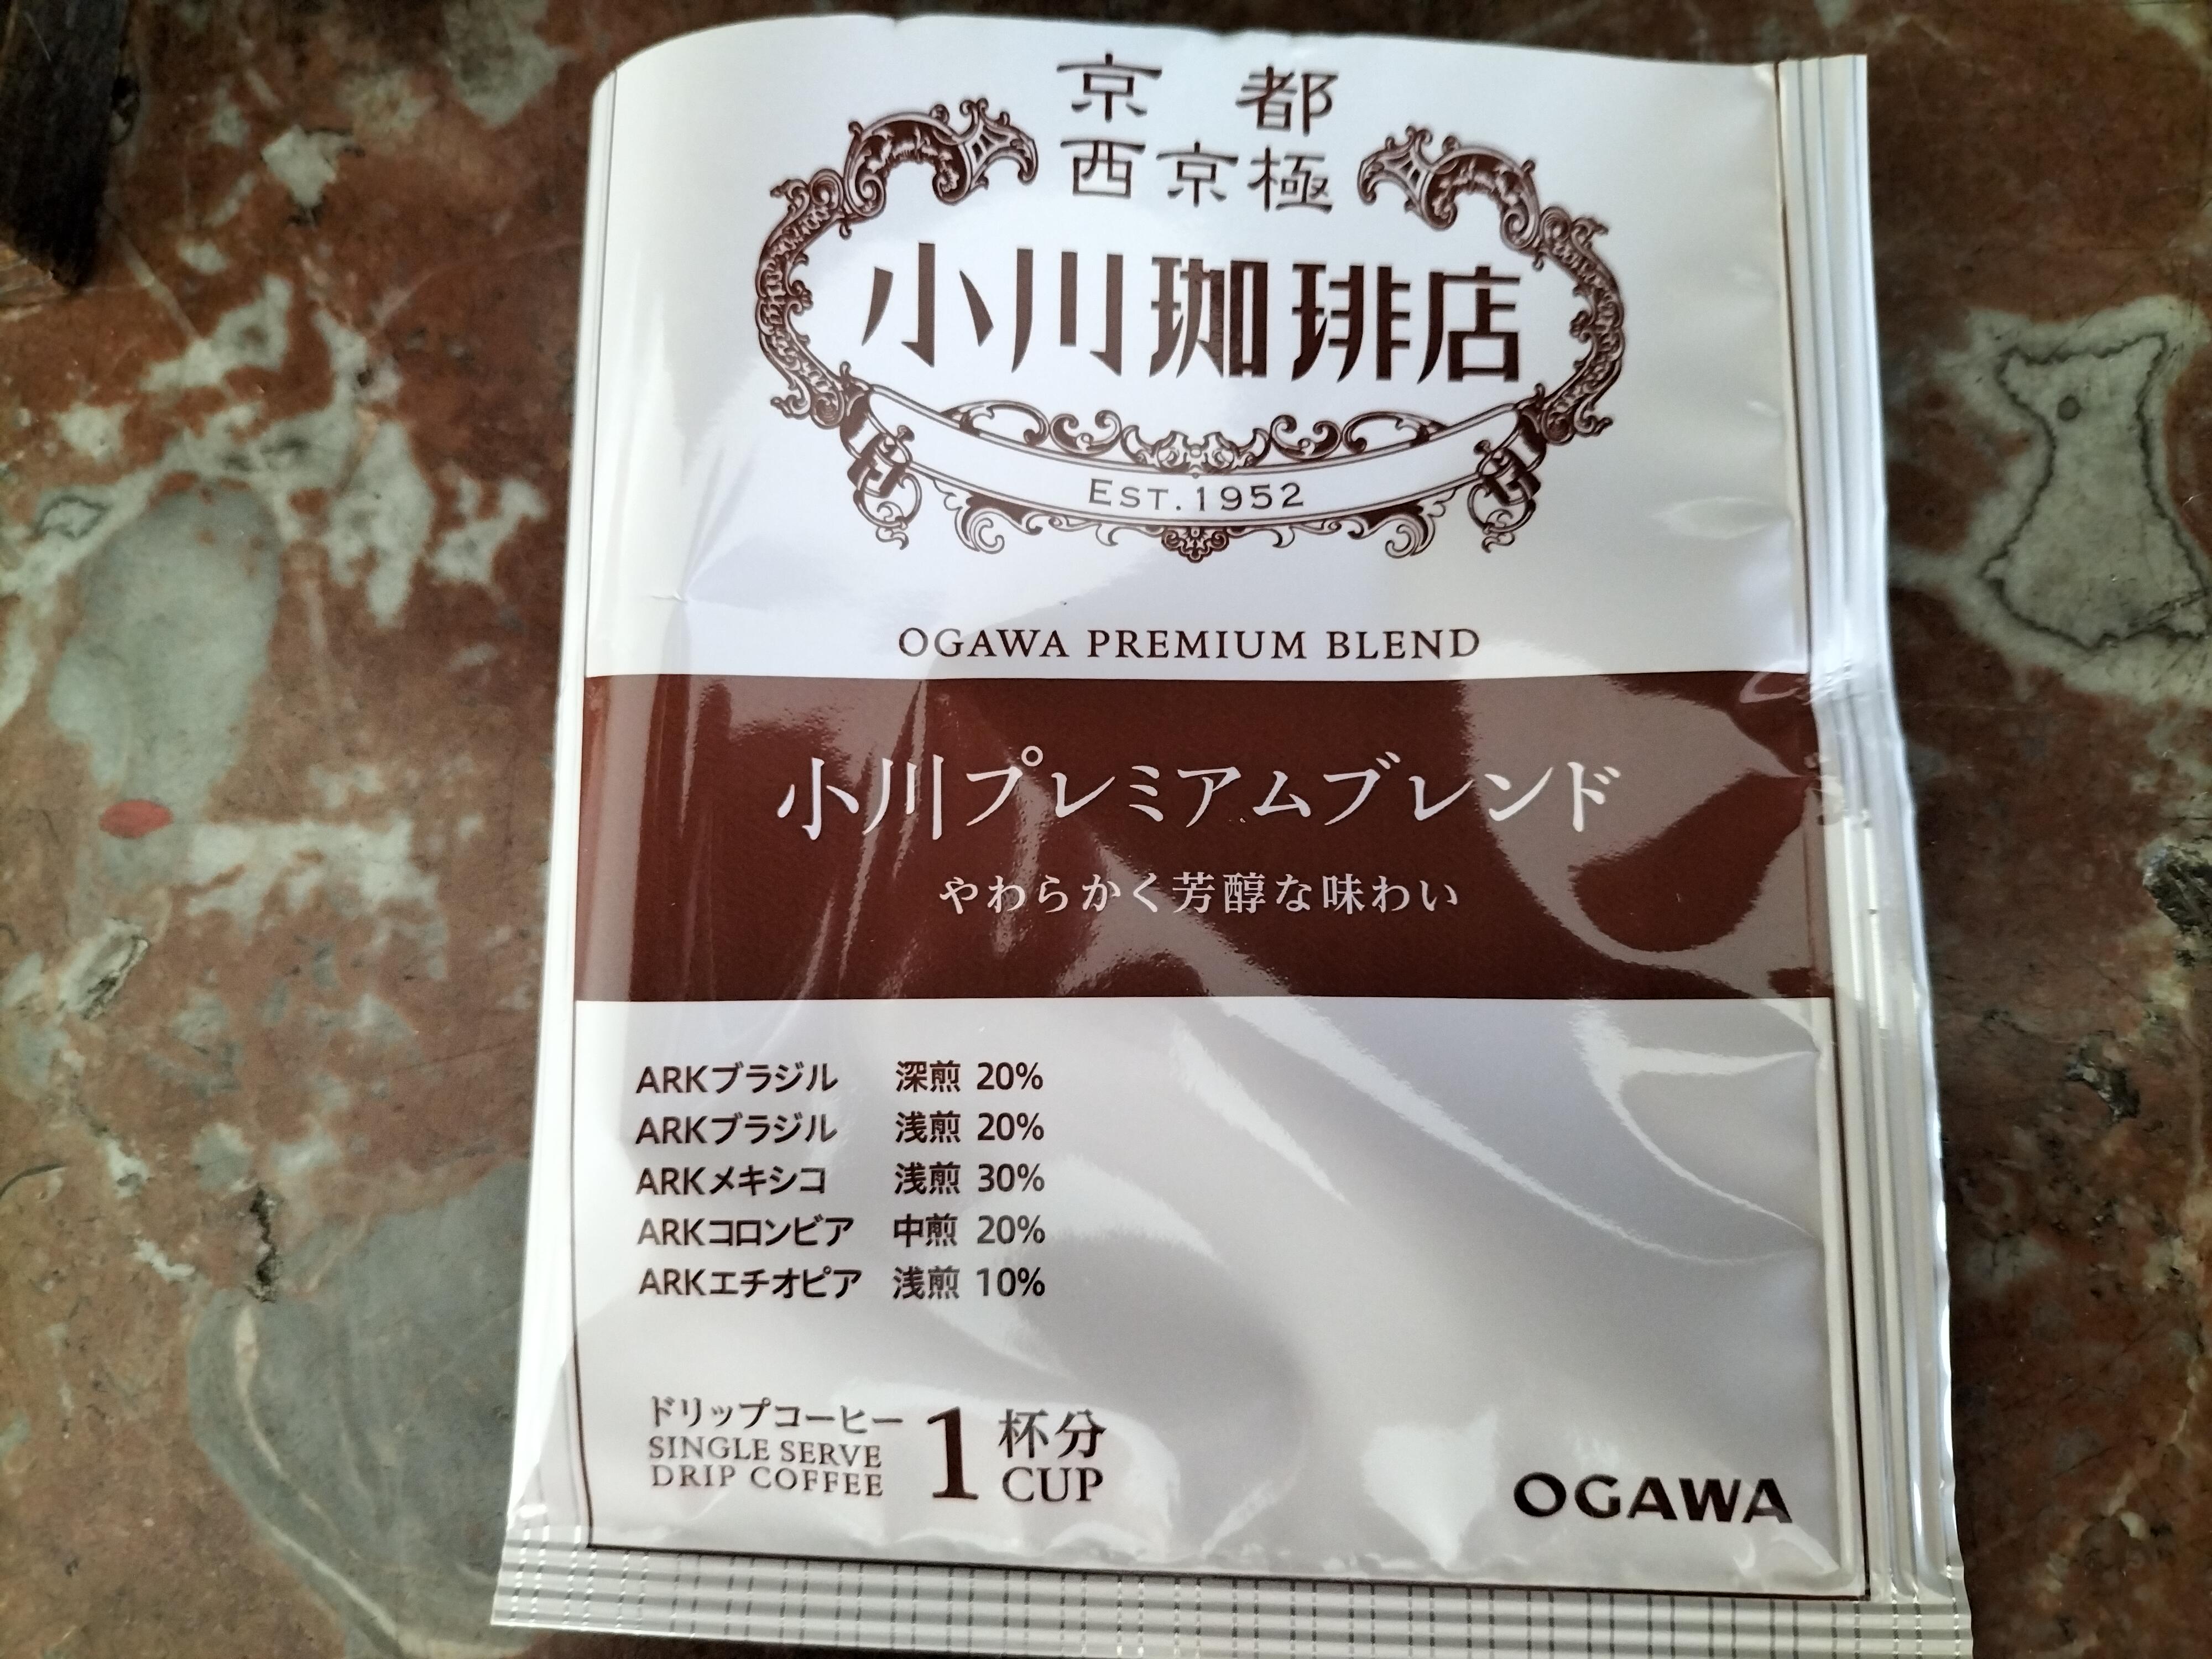 京都
西京極
小川珈琲店
EST.1952
OGAWA PREMIUM BLEND
小川プレミアムブレンド
やわらかく芳醇な味わい
ARKブラジル 深煎 20%
ARKブラジル 浅煎 20%
ARKメキシコ 浅煎 30%
ARKコロンビア 中煎 20%
ARKエチオピア 浅煎 10%
ドリップコーヒー
SINGLE SERVE
DRIP COFFEE
1 杯分
CUP
OGAWA